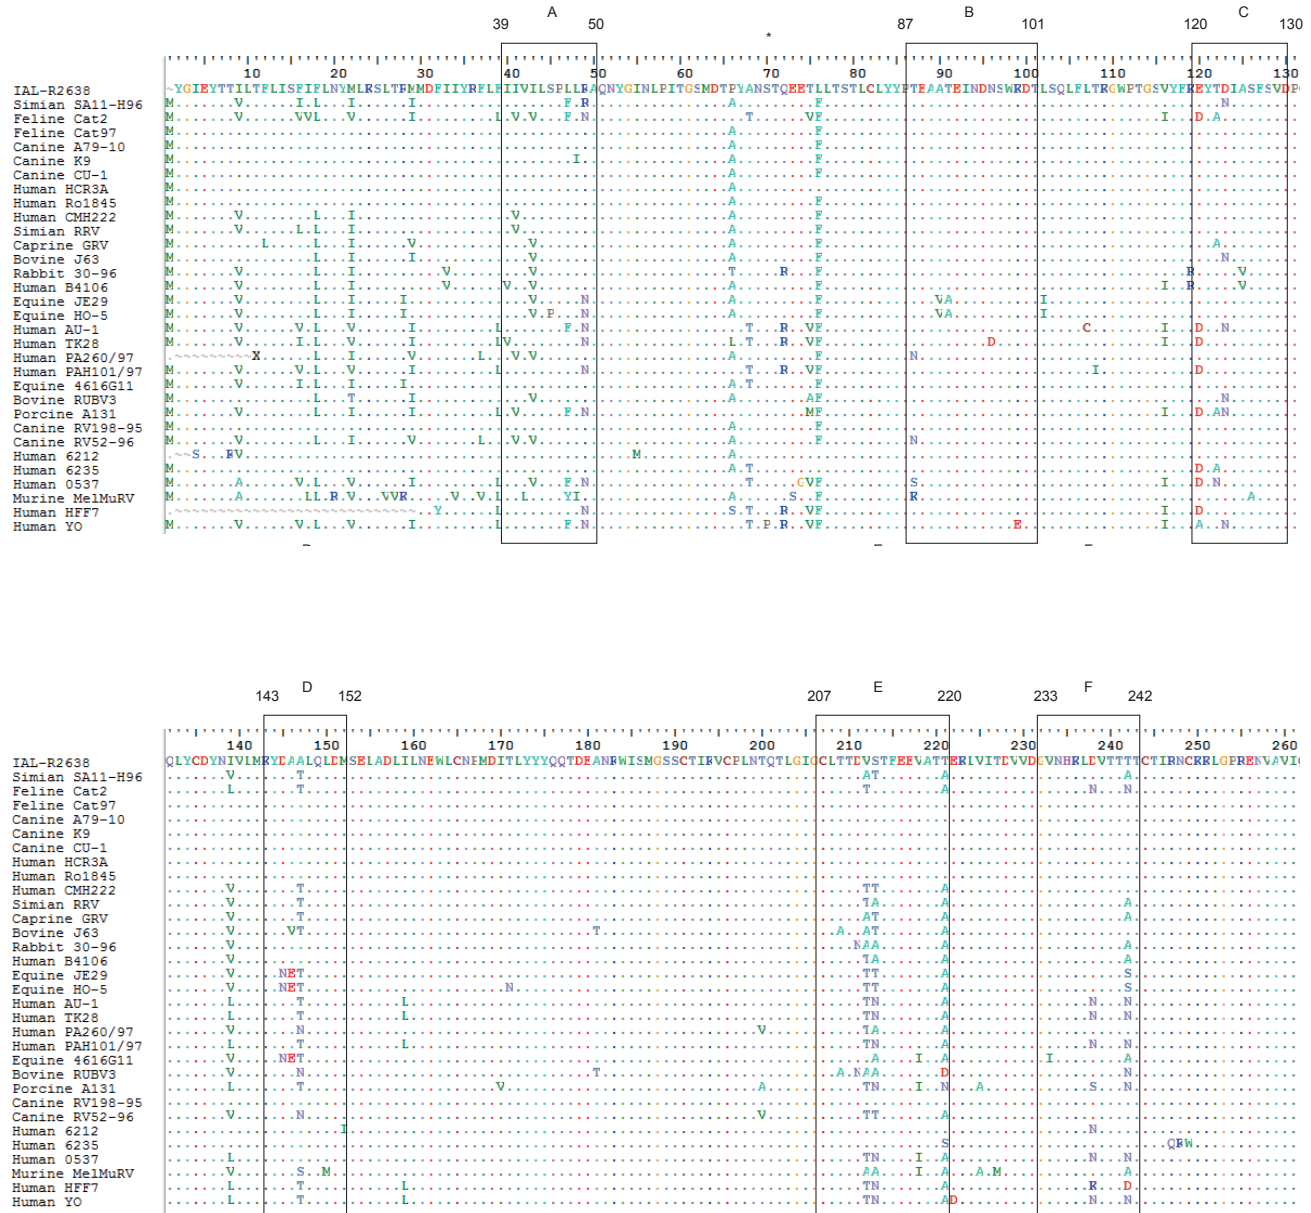 A B C
39 50 * 87 101 120 130
10 20 30 40 50 60 70 80 90 100 110 120 130
IAL-R2638 ~YGIEYTTILTFLISFIFLNYMLKSLTRMMDFIIYRFLFIIVILSPLLRAQNYGINLPITGSMDTPYANSTQEETLLTSTLCLYYPTEAATEINDNSWKDTLSQLFLTKGWPTGSVYFREYTDIASFSVDP
Simian SA11-H96 M V I L I I F R A F N
Feline Cat2 M V V V L I I L V V F N T V F I D A
Feline Cat97 M A F
Canine A79-10 M A F
Canine K9 M I A F
Canine CU-1 M A F
Human HCR3A M A F
Human Ro1845 M A F
Human CMH222 M V L I V A F
Simian RRV M V I L I V A F
Caprine GRV M L L I V V A F A
Bovine J63 M L I I V A F N
Rabbit 30-96 M V L I V V T R F R V
Human B4106 M V L I V V V A F I R V
Equine JE29 M V L I I V N A F V A I
Equine HO-5 M V L I I V P N A F V A I
Human AU-1 M V V L V I L F N T R V F C I D N
Human TK28 M V I L V I L V N L T R V F D I D
Human PA260/97 .~~~~~~~~~X L I V L V V A F N
Human PAH101/97 M V V L V I L N T R V F I I D
Equine 4616G11 M V I L I I A T
Bovine RUBV3 M T I V A A F N
Porcine A131 M V L I I L V F N M F I D A N
Canine RV198-95 M A F
Canine RV52-96 M V L I V L V V A F N
Human 6212 .~~S R V M A
Human 6235 M A T D A
Human 0537 M A V L V I L V F N T G V F S I D N
Murine MelMuRV M A L L R V V V R V V L L Y I A S F R A
Human HFF7 Y L N S T R V F I D
Human YO M V V L V I L F N T P R V F E I A N
D E F
143 152 207 220 233 242
140 150 160 170 180 190 200 210 220 230 240 250 260
IAL-R2638 QLYCDYNIVLMKYDAALQLDMSELADLILNEWLCNPMDITLYYYQQTDEANKWISMGSSCTIKVCPLNTQTLGIGCLTTDVSTFEEVATTEKLVITDVVDGVNHKLDVTTTTCTIRNCKKLGPRENVAVI
Simian SA11-H96 V T A T A A
Feline Cat2 L T T A N N
Feline Cat97
Canine A79-10
Canine K9
Canine CU-1
Human HCR3A
Human Ro1845
Human CMH222 V T T T A
Simian RRV V T T A A A
Caprine GRV V T A T A A
Bovine J63 V V T T A A T A
Rabbit 30-96 V N A A A A
Human B4106 V T A A A
Equine JE29 V N E T T T A S
Equine HO-5 V N E T N T T A S
Human AU-1 L T L T N A N N
Human TK28 L T L T N A N N
Human PA260/97 V N V T A A
Human PAH101/97 L T L T N A N N
Equine 4616G11 V N E T A I A I A
Bovine RUBV3 V N T A N A A D N
Porcine A131 L T V A T N I N A S N
Canine RV198-95
Canine RV52-96 V N V T T A
Human 6212 I N
Human 6235 S Q R W
Human 0537 L T N I A N N
Murine MelMuRV V S M A A I A A M A
Human HFF7 L T L T N A R D
Human YO L T T N A D N N